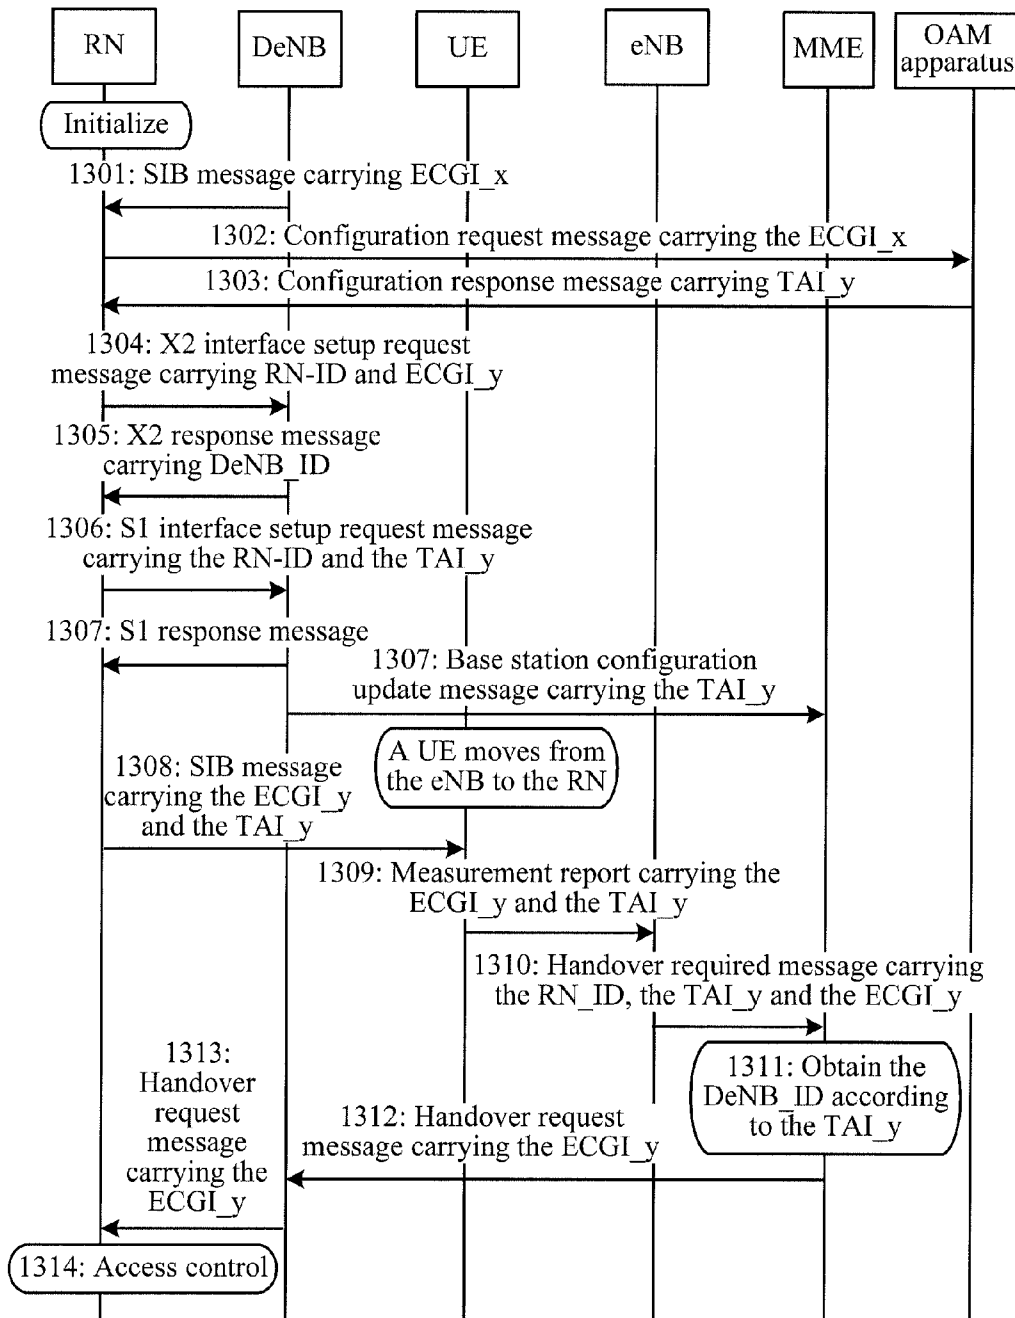 RN
DeNB
UE
eNB
MME
OAM
apparatus
Initialize
1301: SIB message carrying ECGI_x
1302: Configuration request message carrying the ECGI_x
1303: Configuration response message carrying TAI_y
1304: X2 interface setup request
message carrying RN-ID and ECGI_y
1305: X2 response message
carrying DeNB_ID
1306: S1 interface setup request message
carrying the RN-ID and the TAI_y
1307: S1 response message
1307: Base station configuration
update message carrying the TAI_y
A UE moves from
the eNB to the RN
1308: SIB message
carrying the ECGI_y
and the TAI_y
1309: Measurement report carrying the
ECGI_y and the TAI_y
1310: Handover required message carrying
the RN_ID, the TAI_y and the ECGI_y
1311: Obtain the
DeNB_ID according
to the TAI_y
1312: Handover request
message carrying the ECGI_y
1313:
Handover
request
message
carrying the
ECGI_y
1314: Access control